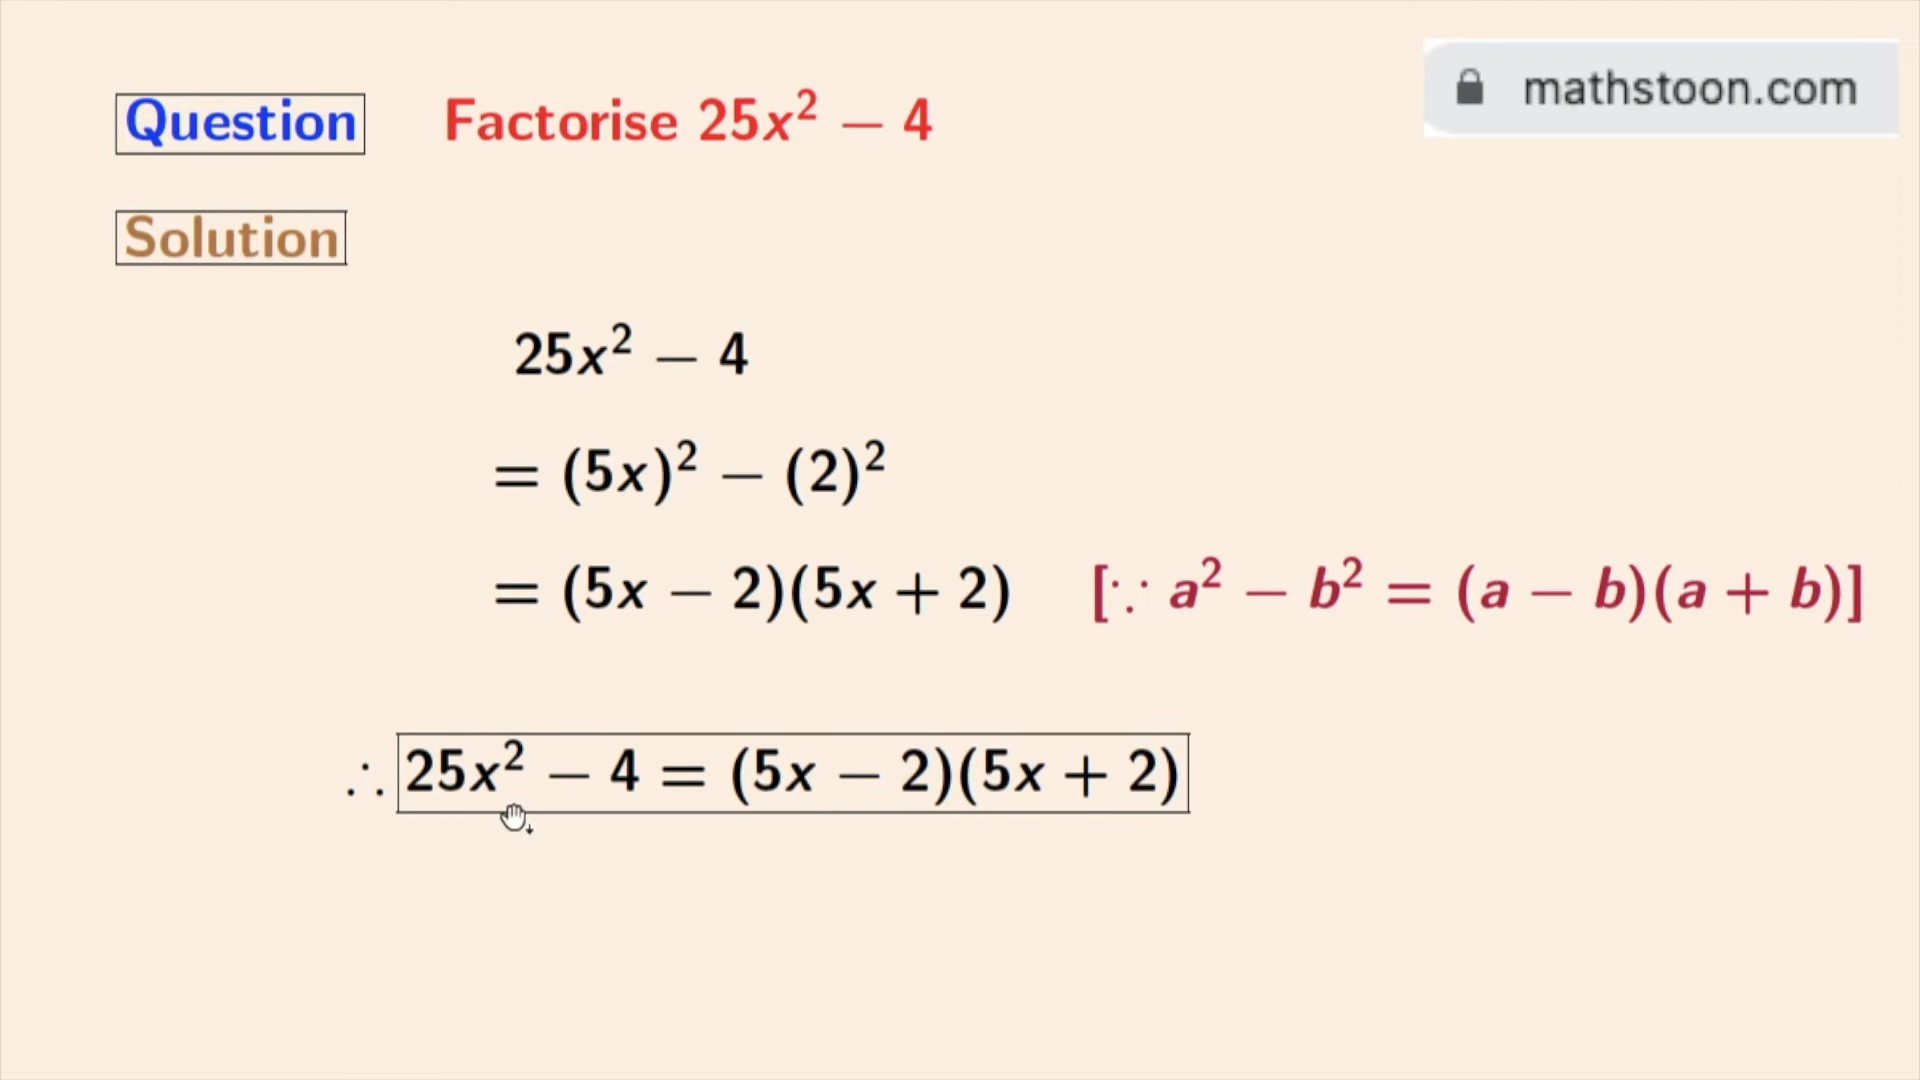 mathstoon.com
Question Factorise 25x² − 4
Solution
25x² − 4
= (5x)² − (2)²
= (5x − 2)(5x + 2) [∵ a² − b² = (a − b)(a + b)]
∴ 25x² − 4 = (5x − 2)(5x + 2)